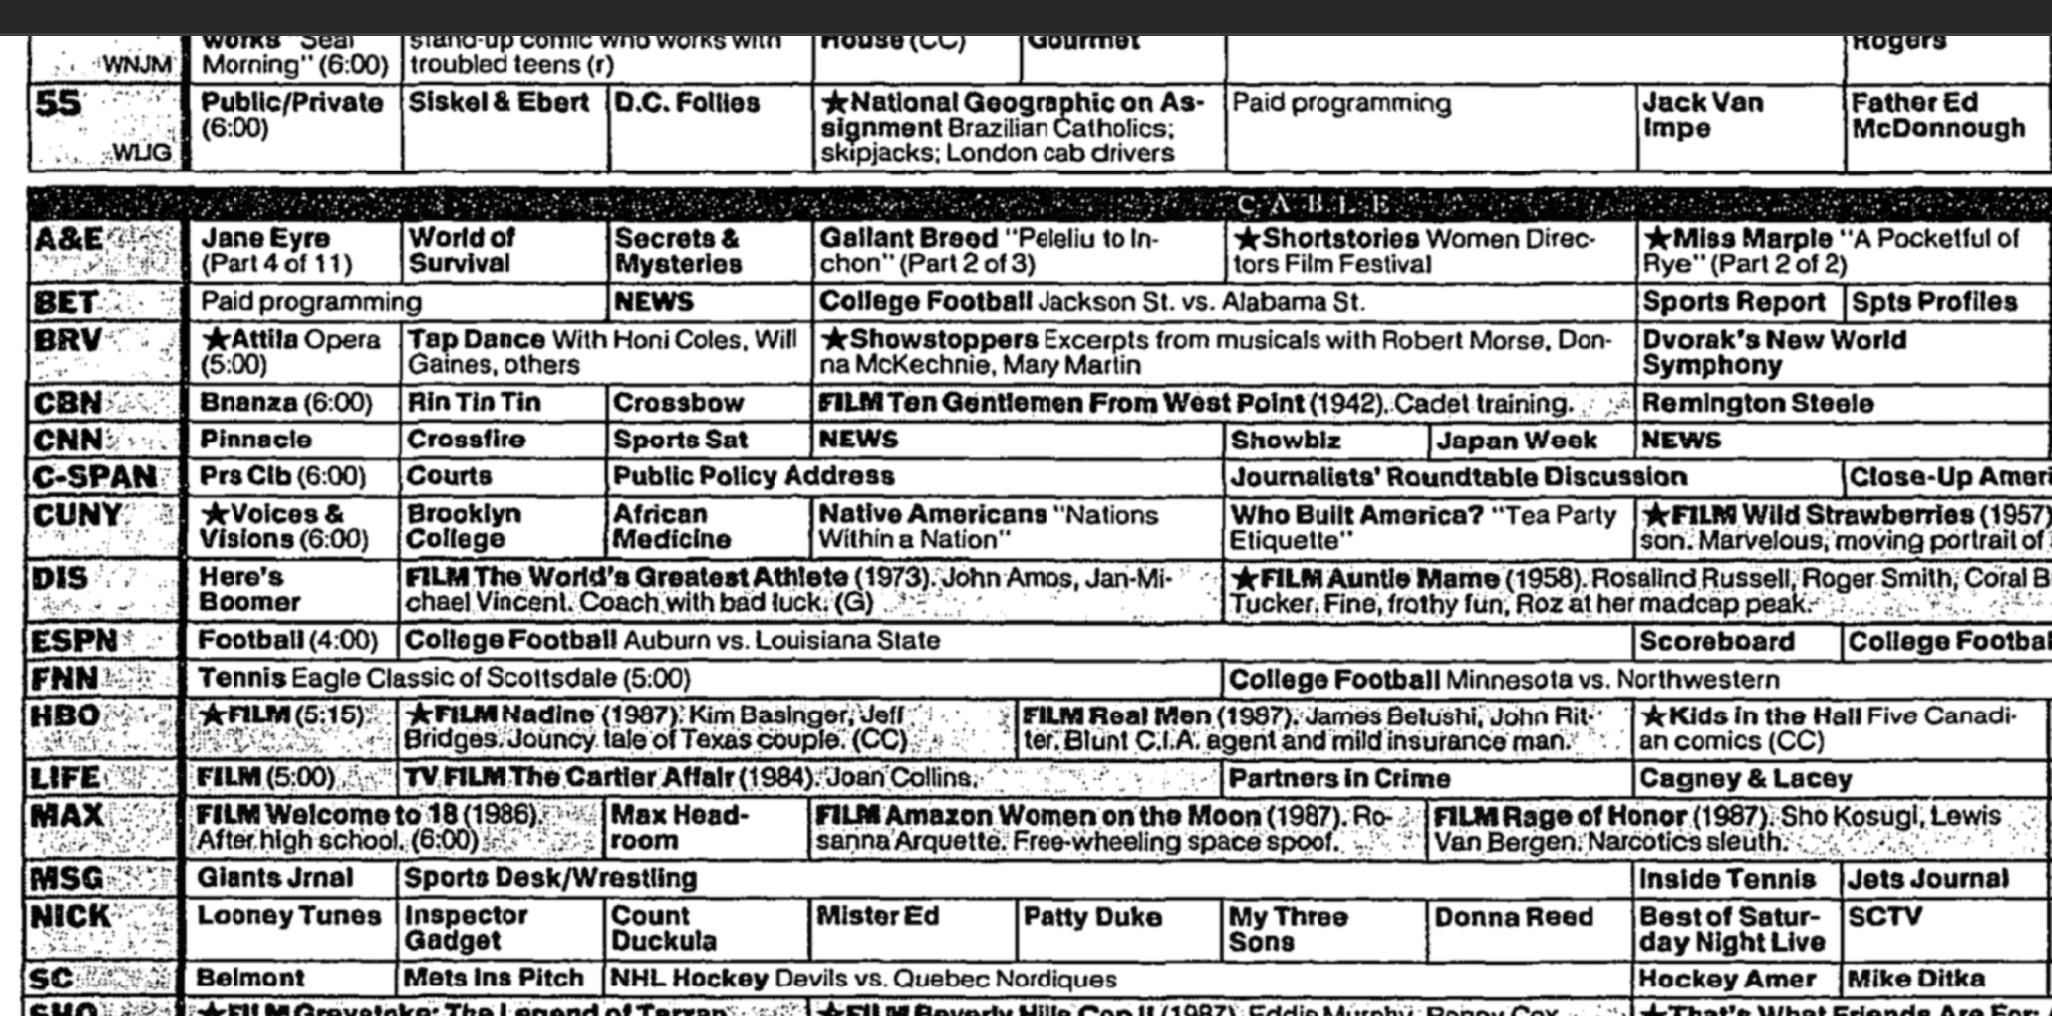 works "Seal
Morning" (6:00)
stand-up comic who works with
troubled teens (r)
House (CC)
Gourmet
Rogers
WNJM
55
WLIG
Public/Private
(6:00)
Siskel & Ebert
D.C. Follies
★National Geographic on As-
signment Brazilian Catholics;
skipjacks; London cab drivers
Paid programming
Jack Van
Impe
Father Ed
McDonnough
CABLE
A&E
Jane Eyre
(Part 4 of 11)
World of
Survival
Secrets &
Mysteries
Gallant Breed "Peleliu to In-
chon" (Part 2 of 3)
★Shortstories Women Direc-
tors Film Festival
★Miss Marple "A Pocketful of
Rye" (Part 2 of 2)
BET
Paid programming
NEWS
College Football Jackson St. vs. Alabama St.
Sports Report
Spts Profiles
BRV
★Attila Opera
(5:00)
Tap Dance With Honi Coles, Will
Gaines, others
★Showstoppers Excerpts from musicals with Robert Morse, Don-
na McKechnie, Mary Martin
Dvorak's New World
Symphony
CBN
Bnanza (6:00)
Rin Tin Tin
Crossbow
FILM Ten Gentlemen From West Point (1942). Cadet training.
Remington Steele
CNN
Pinnacle
Crossfire
Sports Sat
NEWS
Showbiz
Japan Week
NEWS
C-SPAN
Prs Clb (6:00)
Courts
Public Policy Address
Journalists' Roundtable Discussion
Close-Up Ameri
CUNY
★Voices &
Visions (6:00)
Brooklyn
College
African
Medicine
Native Americans "Nations
Within a Nation"
Who Built America? "Tea Party
Etiquette"
★FILM Wild Strawberries (1957)
son. Marvelous, moving portrait of
DIS
Here's
Boomer
FILM The World's Greatest Athlete (1973). John Amos, Jan-Mi-
chael Vincent. Coach with bad luck. (G)
★FILM Auntie Mame (1958). Rosalind Russell, Roger Smith, Coral B
Tucker. Fine, frothy fun, Roz at her madcap peak.
ESPN
Football (4:00)
College Football Auburn vs. Louisiana State
Scoreboard
College Footbal
FNN
Tennis Eagle Classic of Scottsdale (5:00)
College Football Minnesota vs. Northwestern
HBO
★FILM (5:15)
★FILM Nadine (1987). Kim Basinger, Jeff
Bridges. Jouncy tale of Texas couple. (CC)
FILM Real Men (1987). James Belushi, John Rit-
ter. Blunt C.I.A. agent and mild insurance man.
★Kids in the Hall Five Canadi-
an comics (CC)
LIFE
FILM (5:00)
TV FILM The Cartier Affair (1984). Joan Collins.
Partners in Crime
Cagney & Lacey
MAX
FILM Welcome to 18 (1986).
After high school. (6:00)
Max Head-
room
FILM Amazon Women on the Moon (1987). Ro-
sanna Arquette. Free-wheeling space spoof.
FILM Rage of Honor (1987). Sho Kosugi, Lewis
Van Bergen. Narcotics sleuth.
MSG
Giants Jrnal
Sports Desk/Wrestling
Inside Tennis
Jets Journal
NICK
Looney Tunes
Inspector
Gadget
Count
Duckula
Mister Ed
Patty Duke
My Three
Sons
Donna Reed
Best of Satur-
day Night Live
SCTV
SC
Belmont
Mets Ins Pitch
NHL Hockey Devils vs. Quebec Nordiques
Hockey Amer
Mike Ditka
SHO
★FILM Greystoke: The Legend of Tarzan
★FILM Beverly Hills Cop II (1987). Eddie Murphy, Ronny Cox
★That's What Friends Are For: